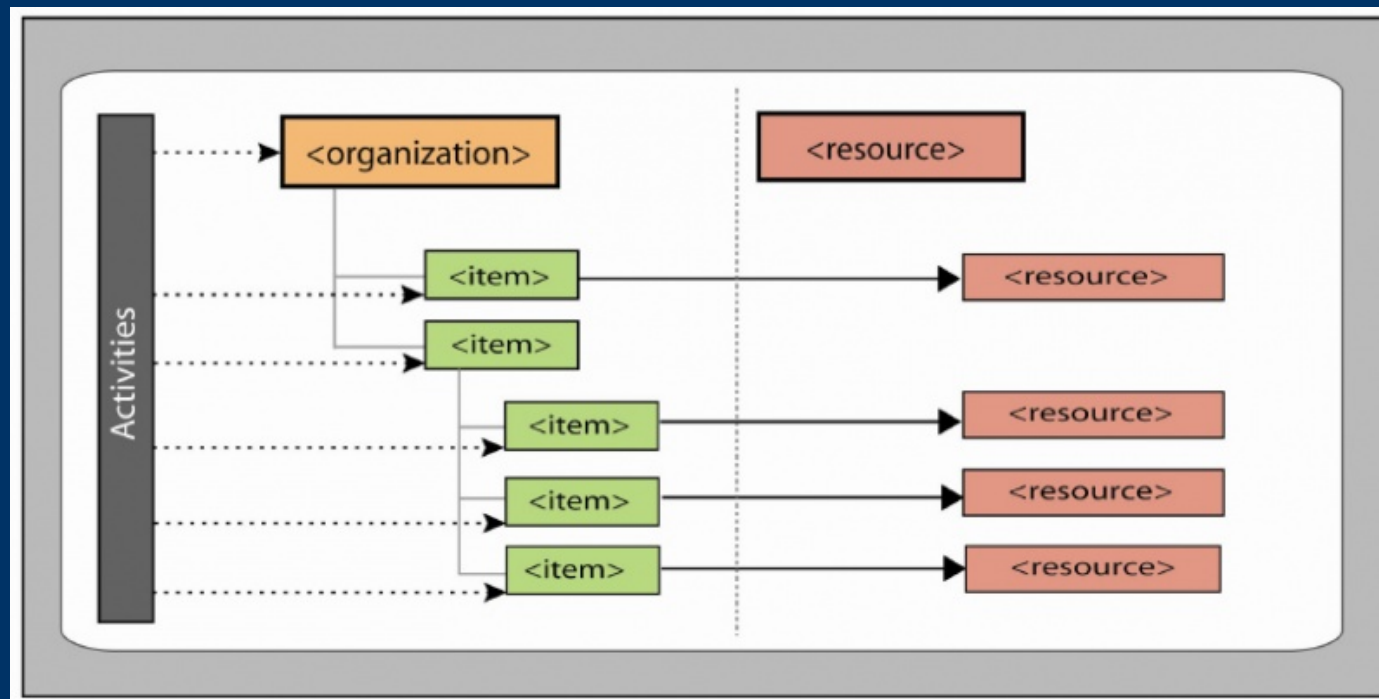 Activities
<organization>
<resource>
<item>
<resource>
<item>
<item>
<resource>
<item>
<resource>
<item>
<resource>